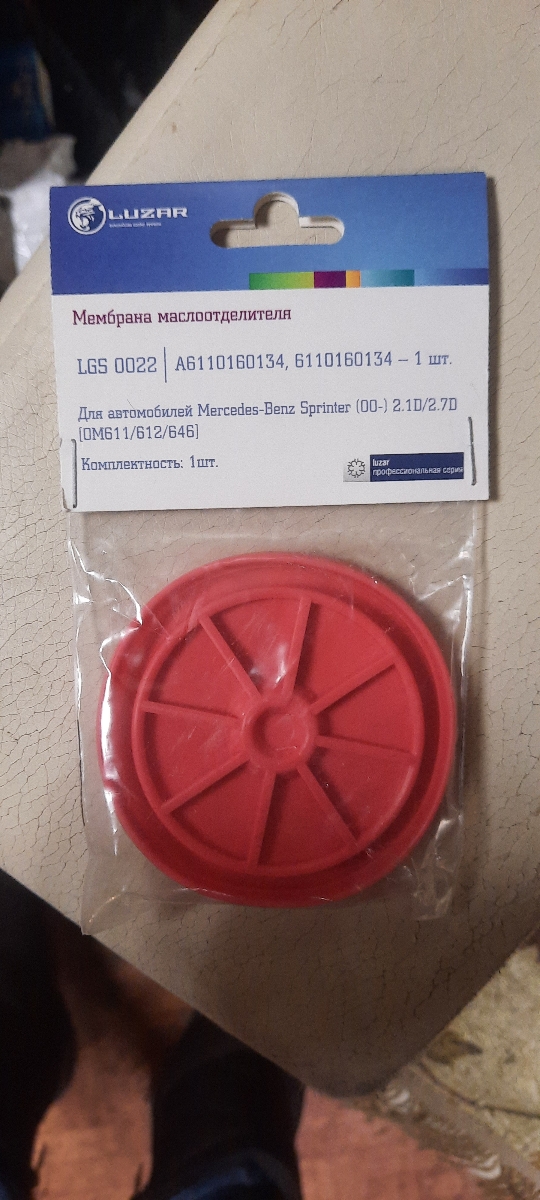 LUZAR
Мембрана маслоотделителя
LGS 0022 | A6110160134, 6110160134 – 1 шт.
Для автомобилей Mercedes-Benz Sprinter (00-) 2.1D/2.7D
[OM611/612/646]
Комплектность: 1шт.
luzar
профессиональная серия